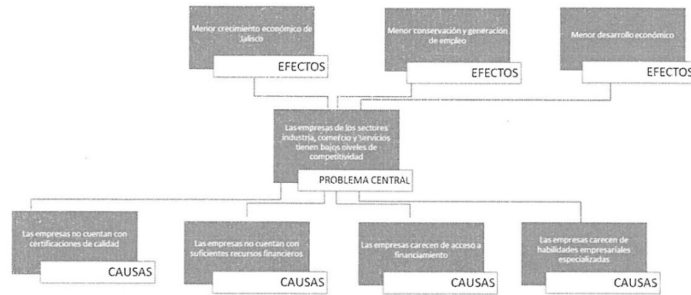 Menor crecimiento económico de
Jalisco
EFECTOS
Menor conservación y generación
de empleo
EFECTOS
Menor desarrollo económico
EFECTOS
Las empresas de los sectores
industria, comercio y servicios
tienen bajos niveles de
competitividad
PROBLEMA CENTRAL
Las empresas no cuentan con
certificaciones de calidad
CAUSAS
Las empresas no cuentan con
suficientes recursos financieros
CAUSAS
Las empresas carecen de acceso a
financiamiento
CAUSAS
Las empresas carecen de
habilidades empresariales
especializadas
CAUSAS